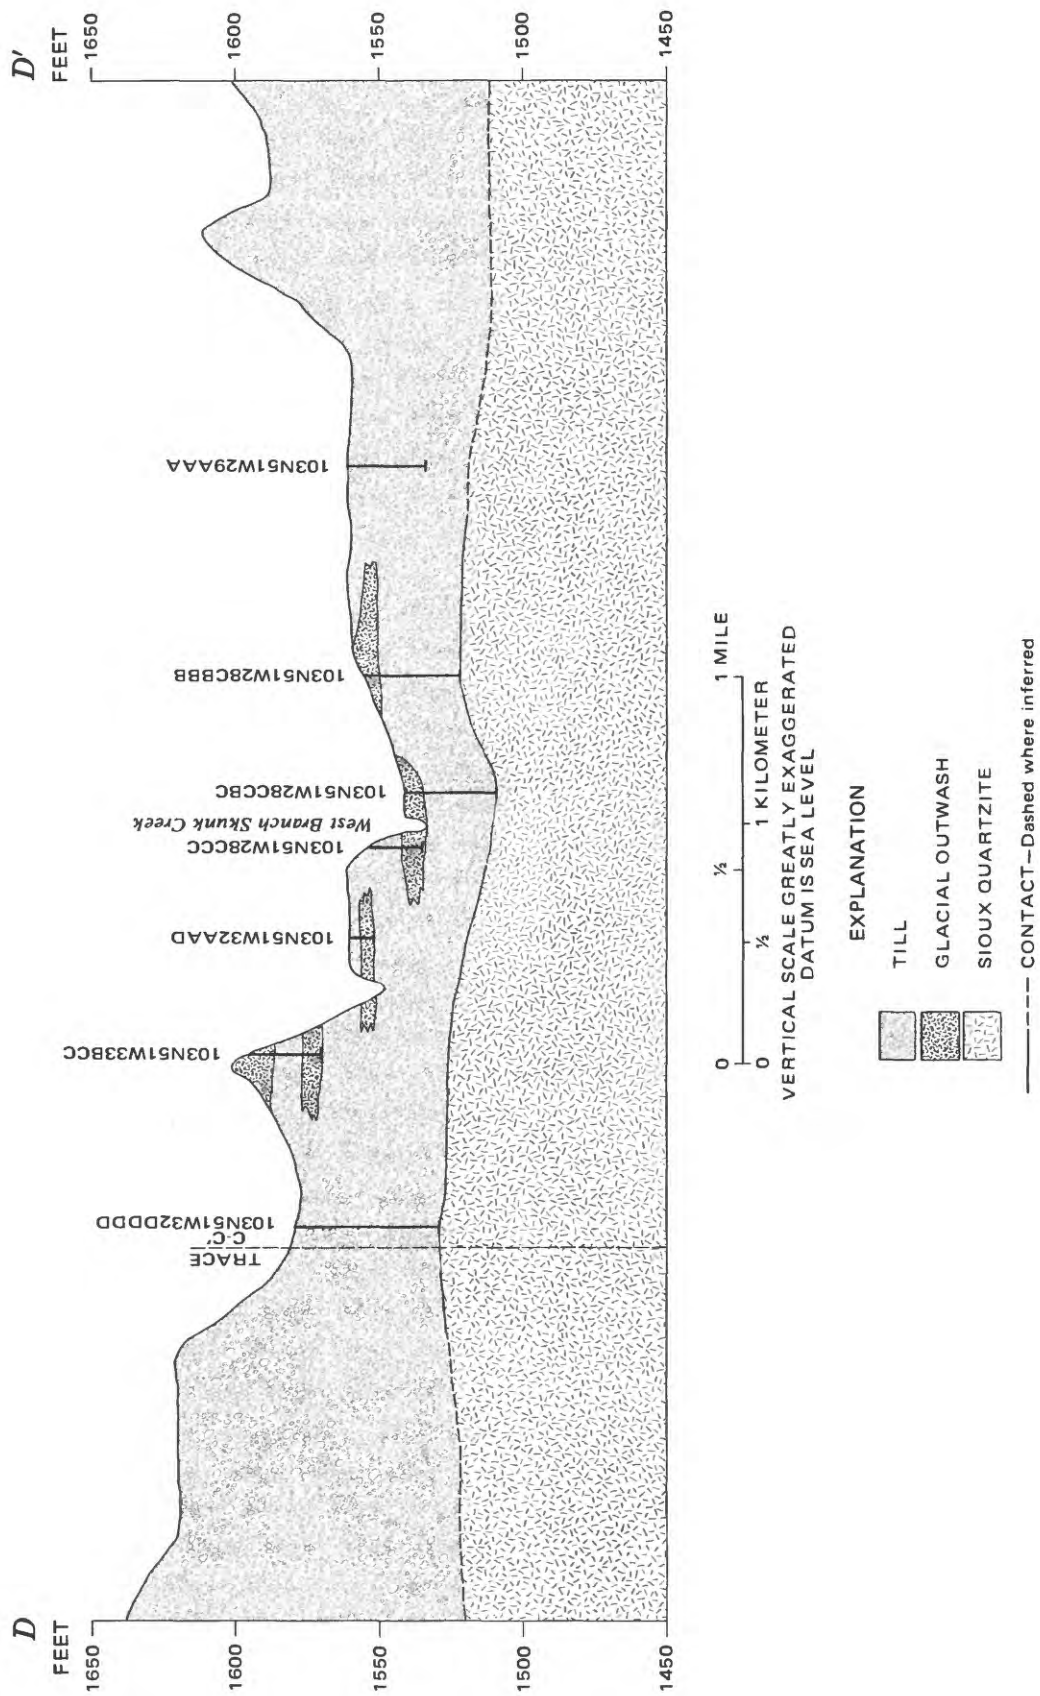 D
FEET
1650
1600
1550
1500
1450
D'
FEET
1650
1600
1550
1500
1450
TRACE
C-C'
103N51W32DDDD
103N51W33BCC
103N51W32AAD
103N51W28CCC
West Branch Skunk Creek
103N51W28CCBC
103N51W28CBBB
103N51W29AAA
0 ½ 1 MILE
0 ½ 1 KILOMETER
VERTICAL SCALE GREATLY EXAGGERATED
DATUM IS SEA LEVEL
EXPLANATION
TILL
GLACIAL OUTWASH
SIOUX QUARTZITE
CONTACT—Dashed where inferred